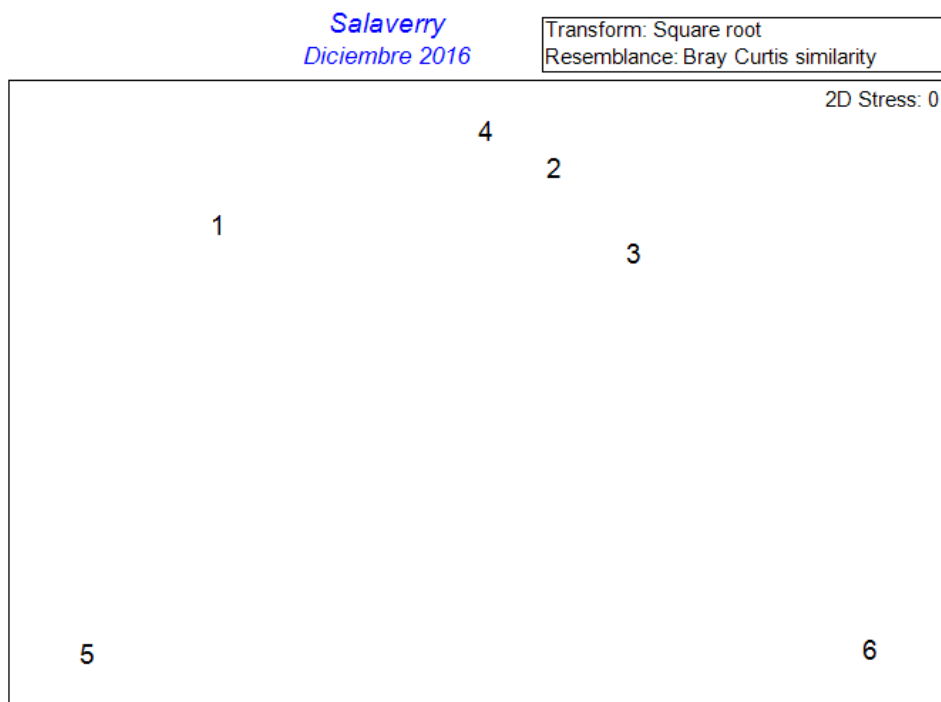 Salaverry
Diciembre 2016
Transform: Square root
Resemblance: Bray Curtis similarity
2D Stress: 0
4
2
1
3
5
6